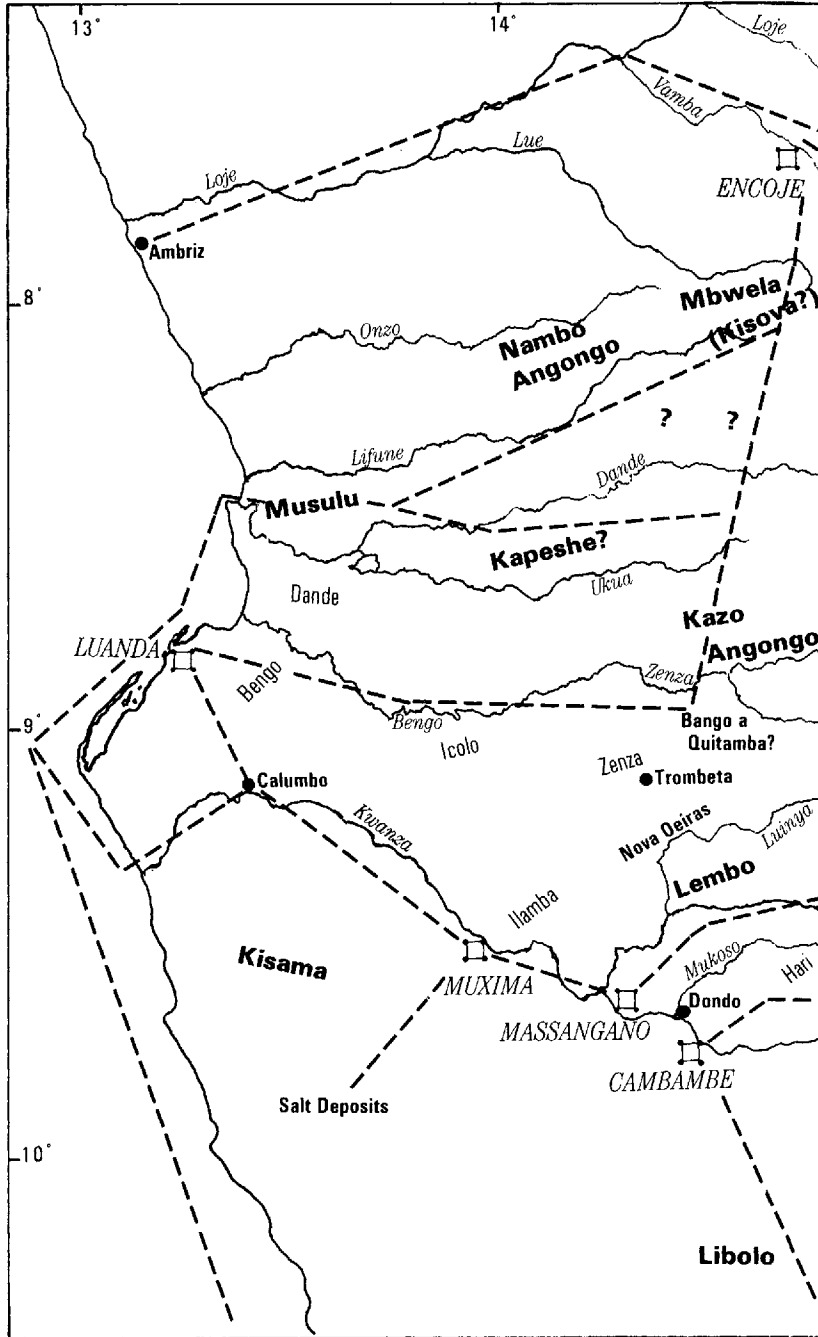 13°
14°
Loje
Vamba
Lue
ENCOJE
Loje
Ambriz
8°
Mbwela
(Kisova?)
Onzo
Nambo
Angongo
?
?
Lifune
Dande
Musulu
Kapeshe?
Ukua
Dande
Kazo
Angongo
LUANDA
Bengo
Zenza
Bengo
9°
Icolo
Bango a
Quitamba?
Zenza
Trombeta
Calumbo
Kwanza
Nova Oeiras
Luinya
Lembo
Ilamba
Kisama
MUXIMA
Mukoso
Hari
MASSANGANO
Dondo
CAMBAMBE
Salt Deposits
10°
Libolo